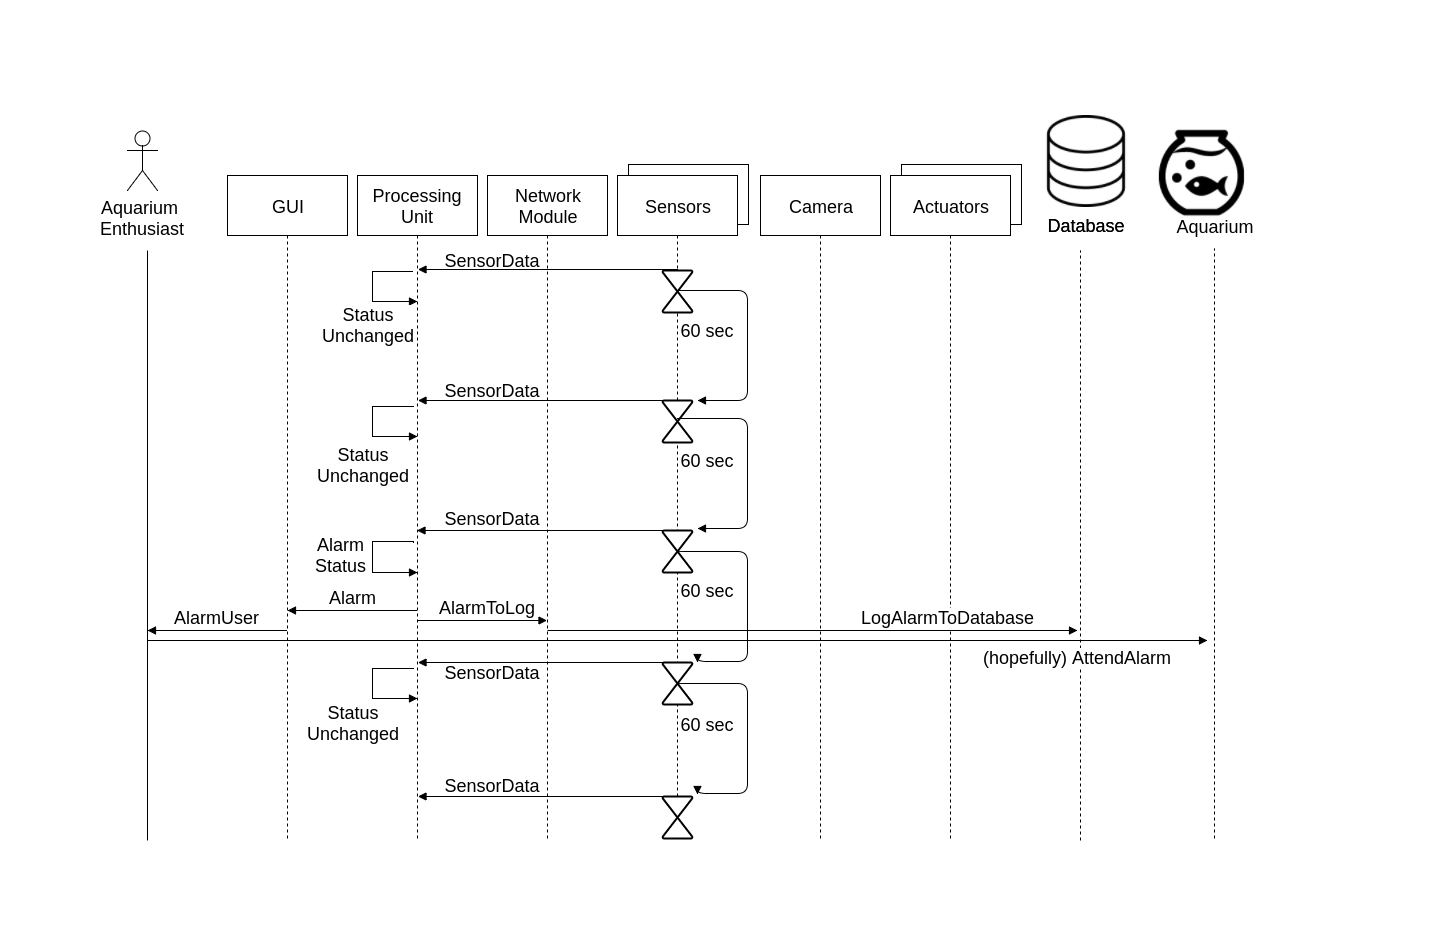 Aquarium
Enthusiast
GUI
Processing
Unit
Network
Module
Sensors
Camera
Actuators
Database
Aquarium
SensorData
Status
Unchanged
60 sec
SensorData
Status
Unchanged
60 sec
SensorData
Alarm
Status
60 sec
Alarm
AlarmToLog
AlarmUser
LogAlarmToDatabase
(hopefully) AttendAlarm
SensorData
Status
Unchanged
60 sec
SensorData